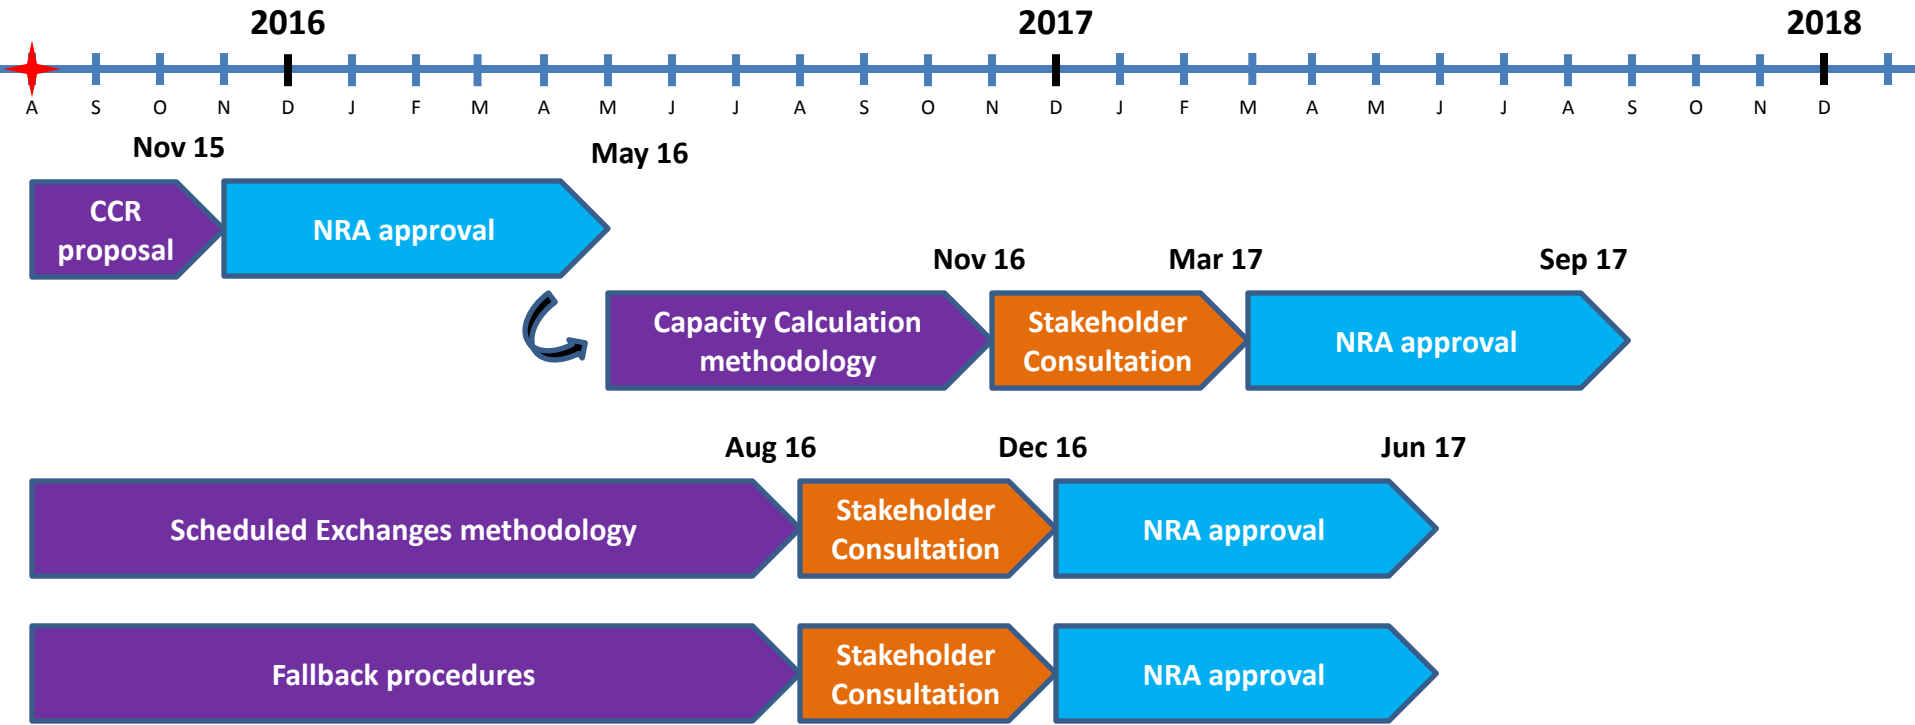 2016 2017 2018
A S O N D J F M A M J J A S O N D J F M A M J J A S O N D
Nov 15 May 16
CCR
proposal
NRA approval
Nov 16 Mar 17 Sep 17
Capacity Calculation
methodology
Stakeholder
Consultation
NRA approval
Aug 16 Dec 16 Jun 17
Scheduled Exchanges methodology
Stakeholder
Consultation
NRA approval
Fallback procedures
Stakeholder
Consultation
NRA approval